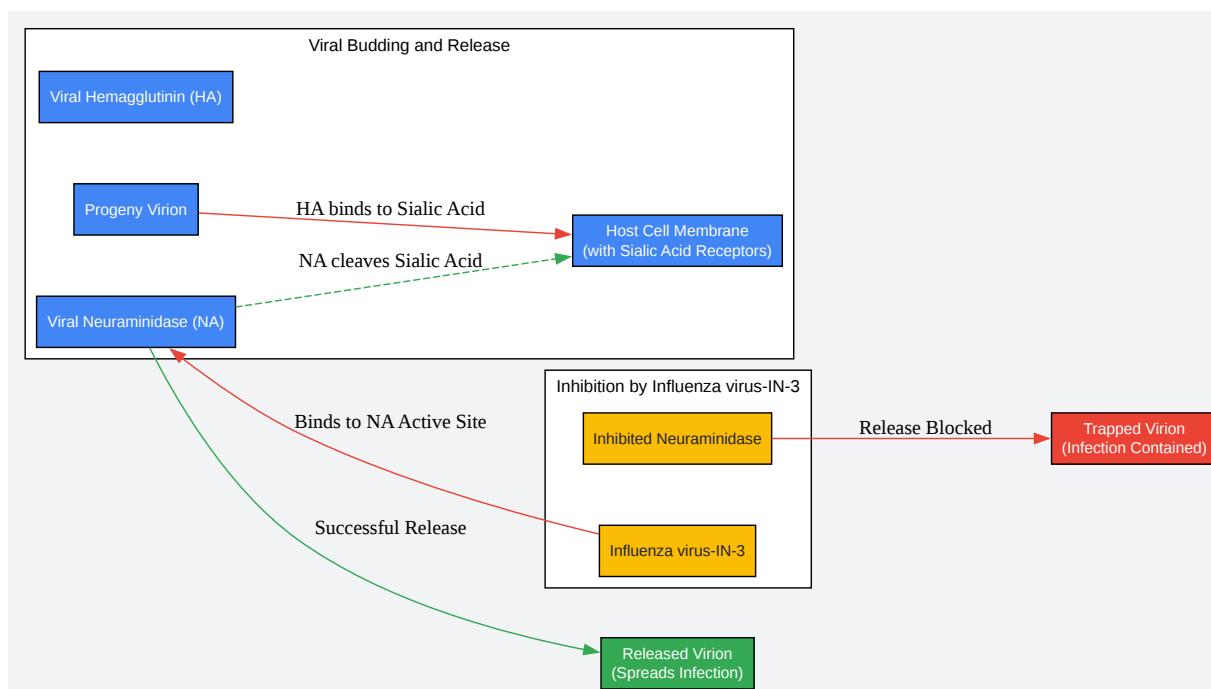 Viral Budding and Release
Viral Hemagglutinin (HA)
Progeny Virion
HA binds to Sialic Acid
Host Cell Membrane
(with Sialic Acid Receptors)
NA cleaves Sialic Acid
Viral Neuraminidase (NA)
Inhibition by Influenza virus-IN-3
Binds to NA Active Site
Inhibited Neuraminidase
Release Blocked
Trapped Virion
(Infection Contained)
Successful Release
Influenza virus-IN-3
Released Virion
(Spreads Infection)